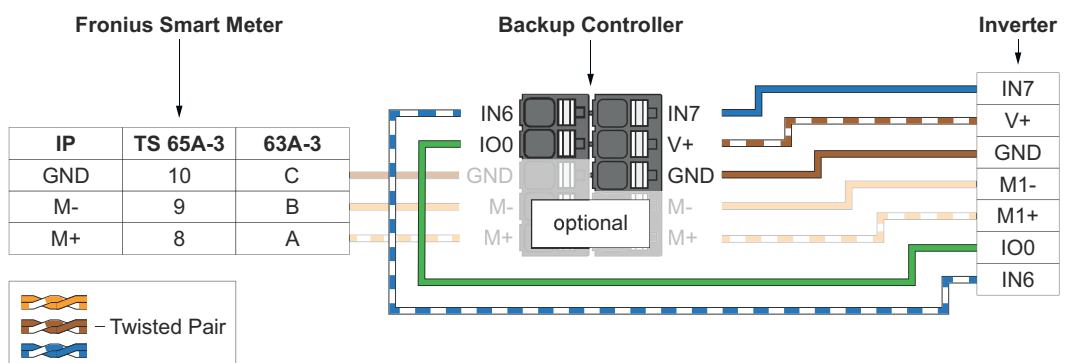 Fronius Smart Meter
Backup Controller
Inverter
IP TS 65A-3 63A-3
GND 10 C
M- 9 B
M+ 8 A
IN6
IO0
GND
M-
M+
optional
IN7
V+
GND
M-
M+
IN7
V+
GND
M1-
M1+
IO0
IN6
– Twisted Pair